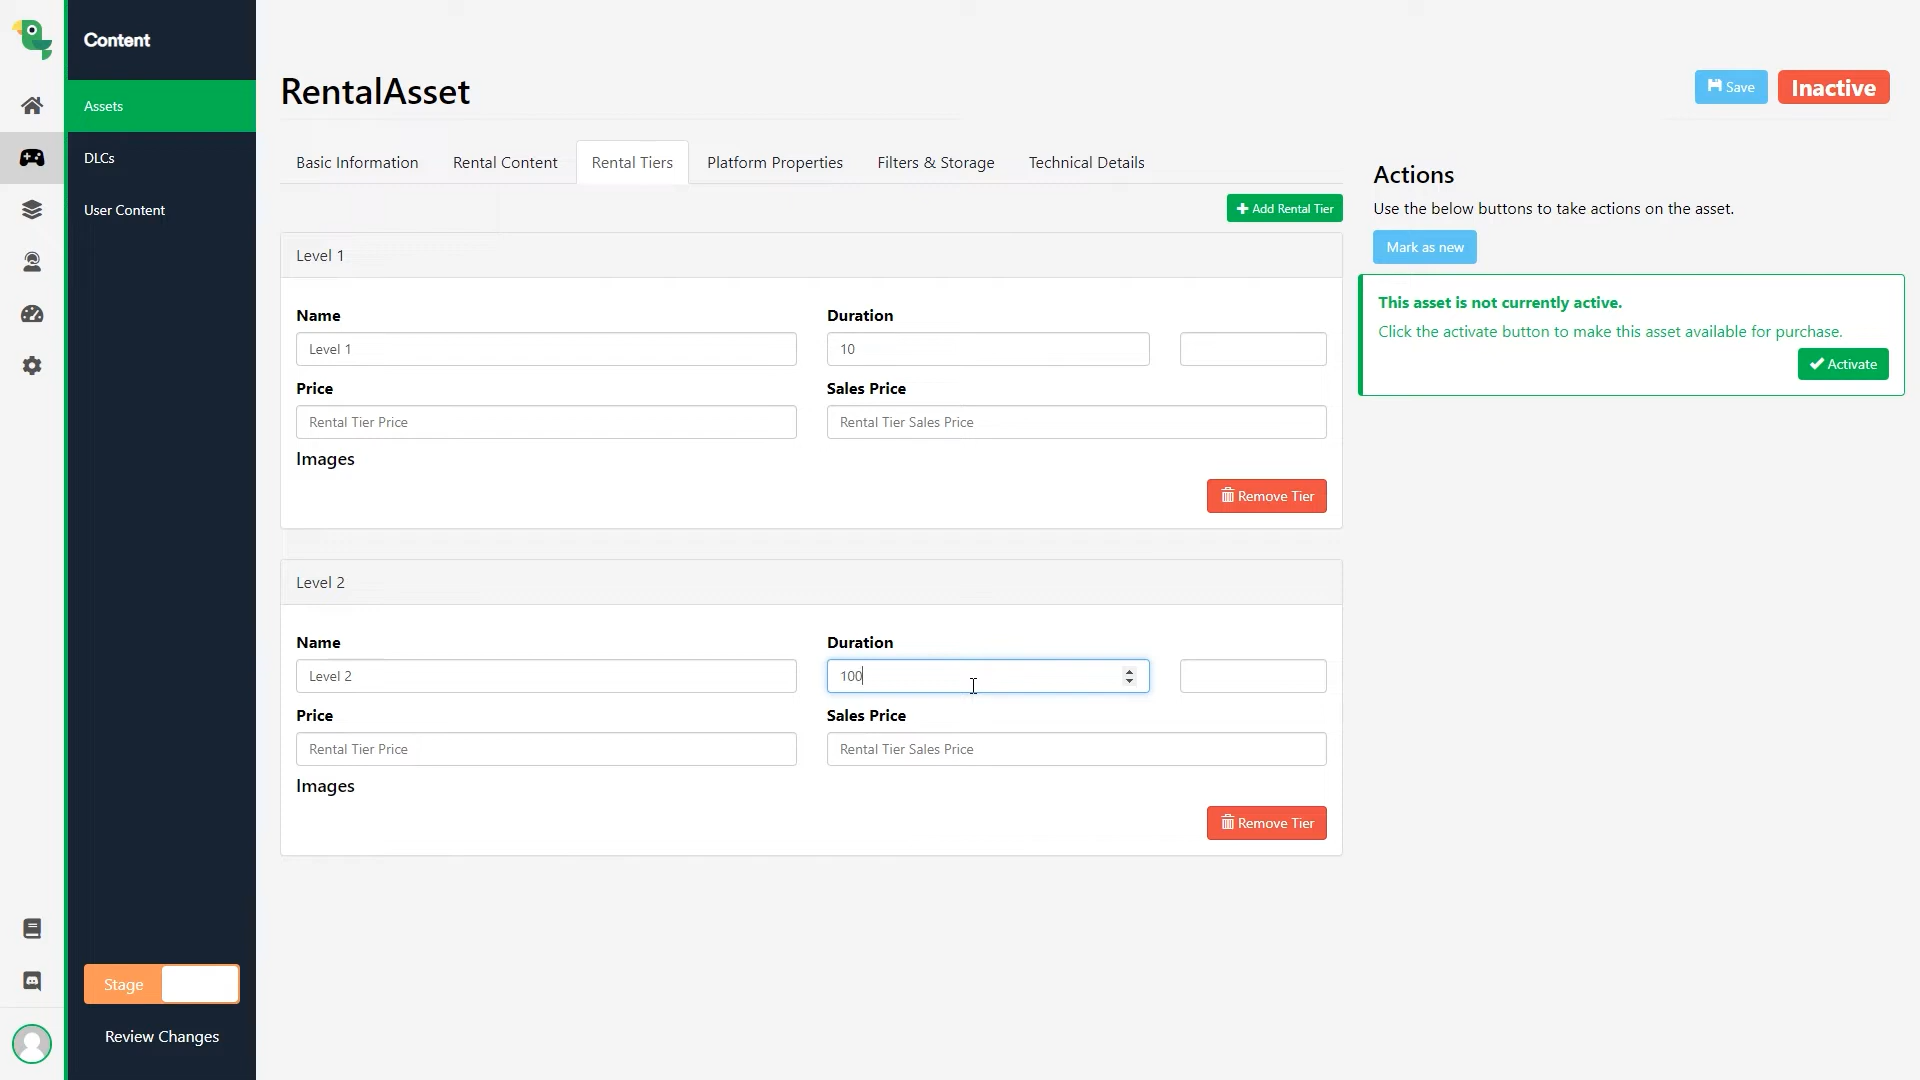 Content
Assets
DLCs
User Content
Stage
Review Changes
RentalAsset
Save
Inactive
Basic Information
Rental Content
Rental Tiers
Platform Properties
Filters & Storage
Technical Details
Add Rental Tier
Level 1
Name
Duration
Level 1
10
Price
Sales Price
Rental Tier Price
Rental Tier Sales Price
Images
Remove Tier
Level 2
Name
Duration
Level 2
100
Price
Sales Price
Rental Tier Price
Rental Tier Sales Price
Images
Remove Tier
Actions
Use the below buttons to take actions on the asset.
Mark as new
This asset is not currently active.
Click the activate button to make this asset available for purchase.
Activate